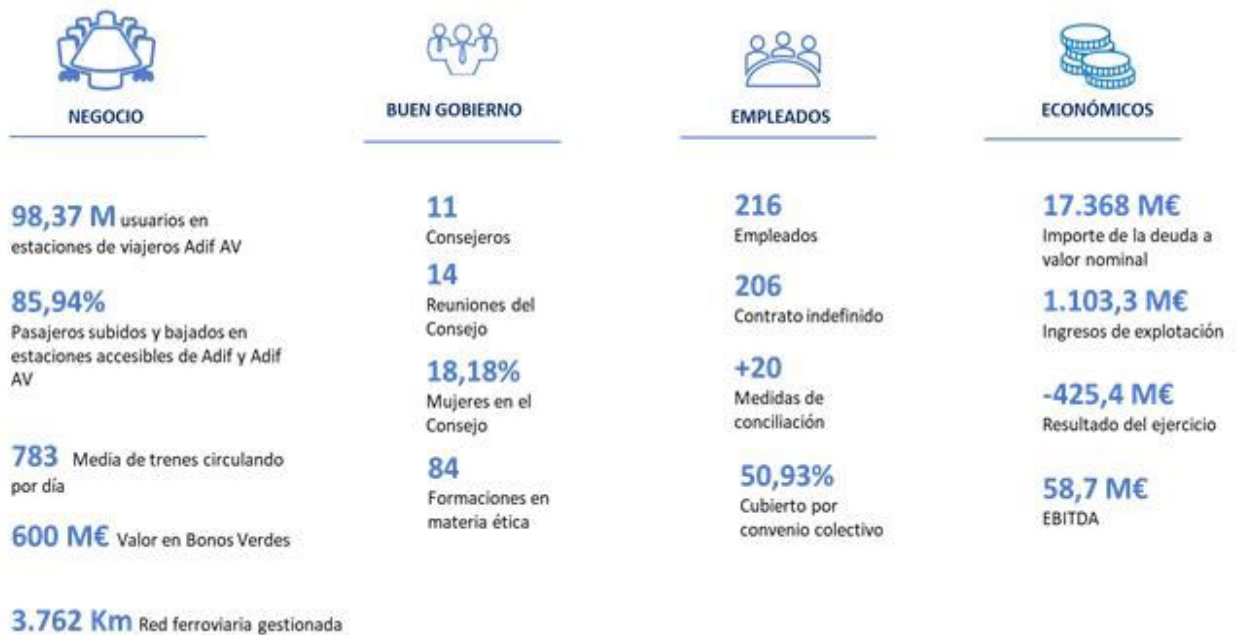 NEGOCIO
98,37 M usuarios en
estaciones de viajeros Adif AV
85,94%
Pasajeros subidos y bajados en
estaciones accesibles de Adif y Adif
AV
783 Media de trenes circulando
por día
600 M€ Valor en Bonos Verdes
3.762 Km Red ferroviaria gestionada
BUEN GOBIERNO
11
Consejeros
14
Reuniones del
Consejo
18,18%
Mujeres en el
Consejo
84
Formaciones en
materia ética
EMPLEADOS
216
Empleados
206
Contrato indefinido
+20
Medidas de
conciliación
50,93%
Cubierto por
convenio colectivo
ECONÓMICOS
17.368 M€
Importe de la deuda a
valor nominal
1.103,3 M€
Ingresos de explotación
-425,4 M€
Resultado del ejercicio
58,7 M€
EBITDA